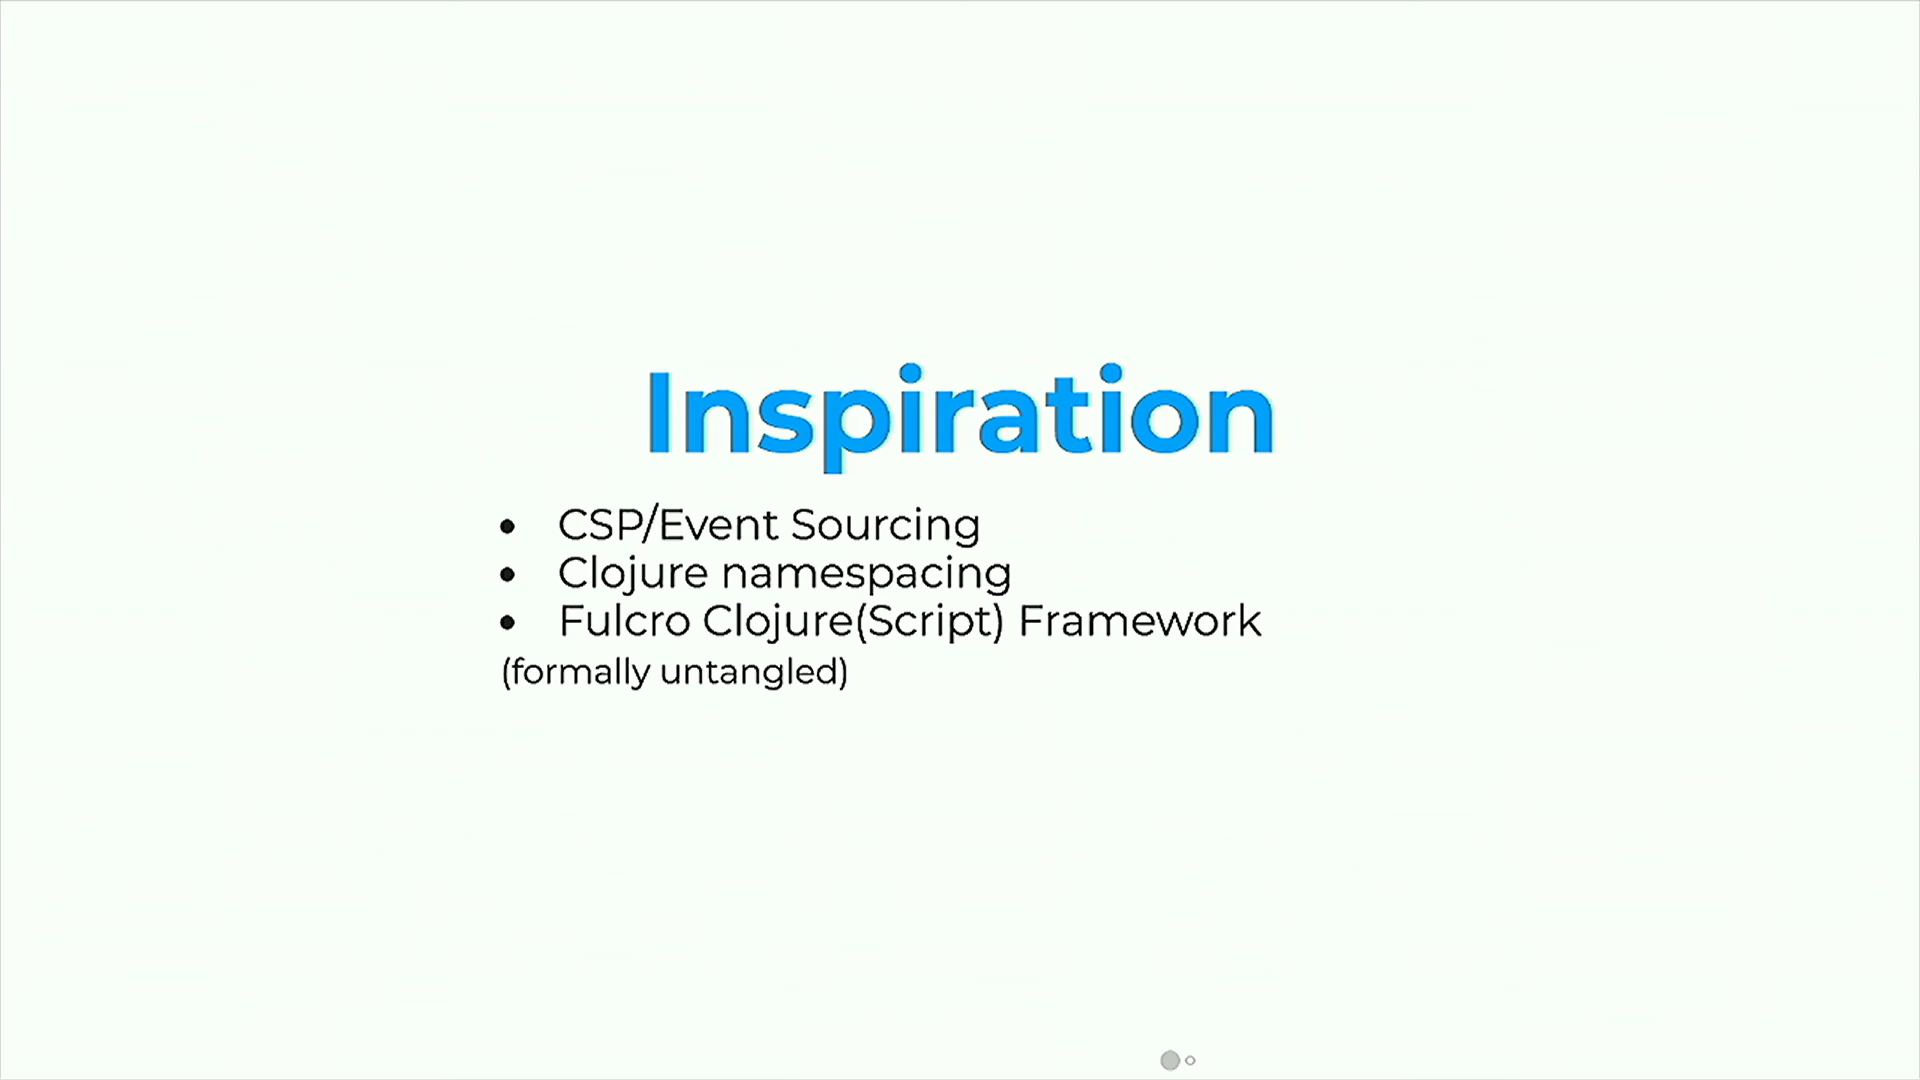 Inspiration
• CSP/Event Sourcing
• Clojure namespacing
• Fulcro Clojure(Script) Framework
(formally untangled)